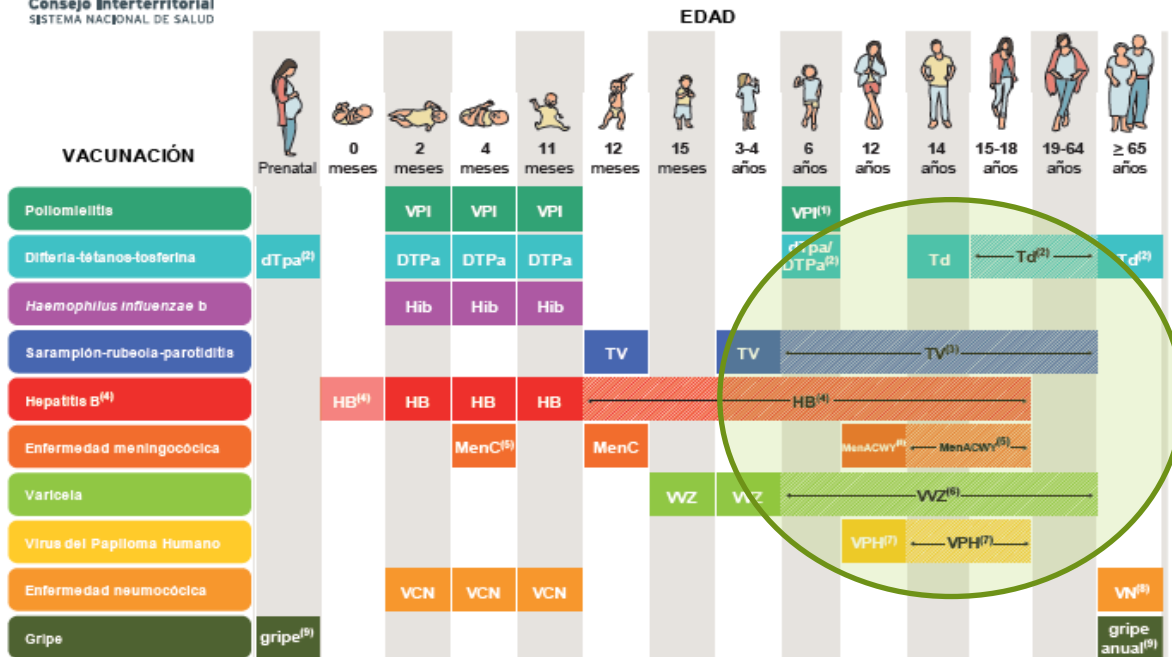 Consejo Interterritorial
SISTEMA NACIONAL DE SALUD
EDAD
VACUNACIÓN
Prenatal
0 meses
2 meses
4 meses
11 meses
12 meses
15 meses
3-4 años
6 años
12 años
14 años
15-18 años
19-64 años
≥ 65 años
Poliomielitis
VPI VPI VPI VPI(1)
Difteria-tétanos-tosferina
dTpa(2) DTPa DTPa DTPa dTpa/DTPa(2) Td Td(2) Td(2)
Haemophilus influenzae b
Hib Hib Hib
Sarampión-rubeola-parotiditis
TV TV TV(3)
Hepatitis B(4)
HB(4) HB HB HB HB(4)
Enfermedad meningocócica
MenC(5) MenC MenACWY MenACWY(5)
Varicela
VVZ VVZ VVZ(6)
Virus del Papiloma Humano
VPH(7) VPH(7)
Enfermedad neumocócica
VCN VCN VCN VN(8)
Gripe
gripe(9) gripe anual(9)